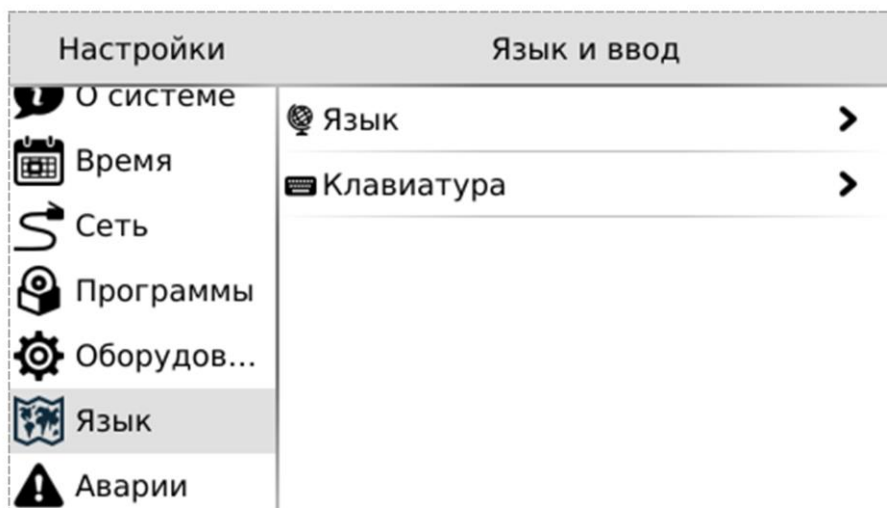 Настройки
Язык и ввод
О системе
Время
Сеть
Программы
Оборудов...
Язык
Аварии
Язык
Клавиатура